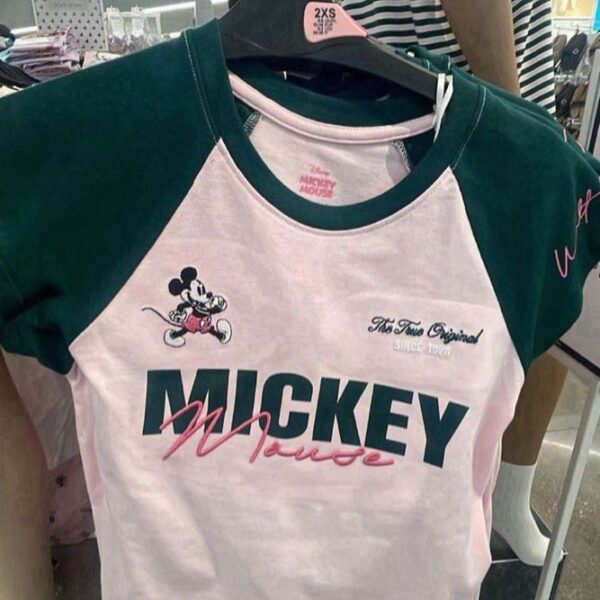 2XS
Disney
MICKEY
MOUSE
The True Original
SINCE 1928
MICKEY
Mouse